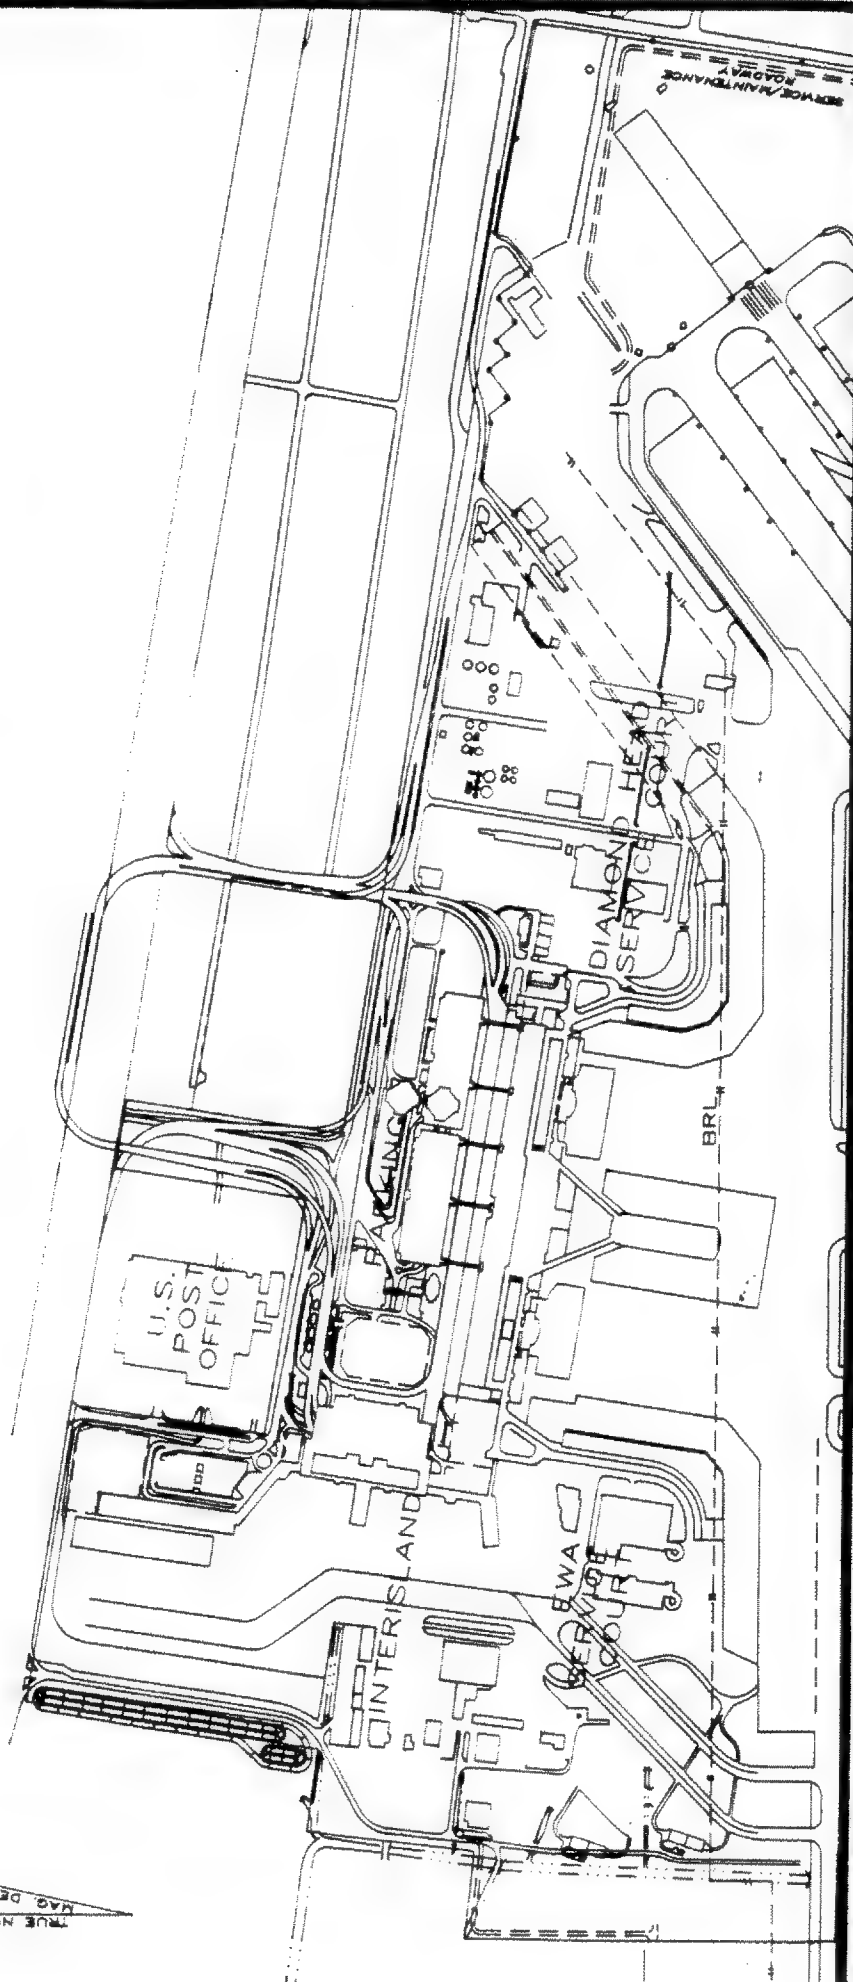 SERVICE/MAINTENANCE
ROADWAY
DIAMOND HEAD
SERVICE COURT
BRL
PARKING
U.S.
POST
OFFICE
INTERISLAND
EWA
SERVICE
COURT
TRUE N
MAG. DE